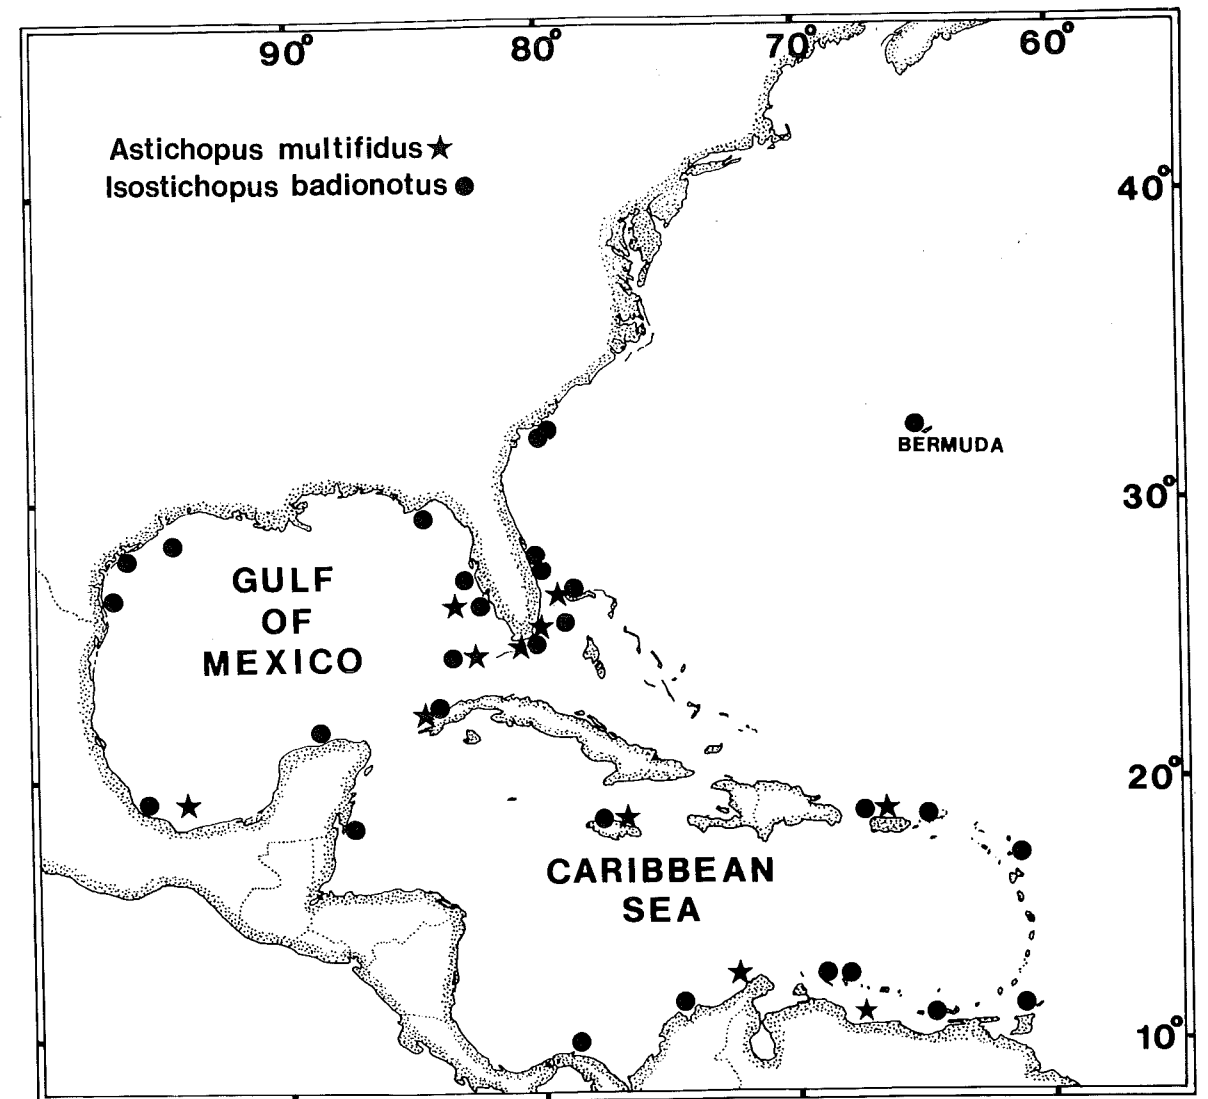 90° 80° 70° 60°
Astichopus multifidus ★
Isostichopus badionotus ●
40°
BERMUDA
30°
GULF
OF
MEXICO
20°
CARIBBEAN
SEA
10°